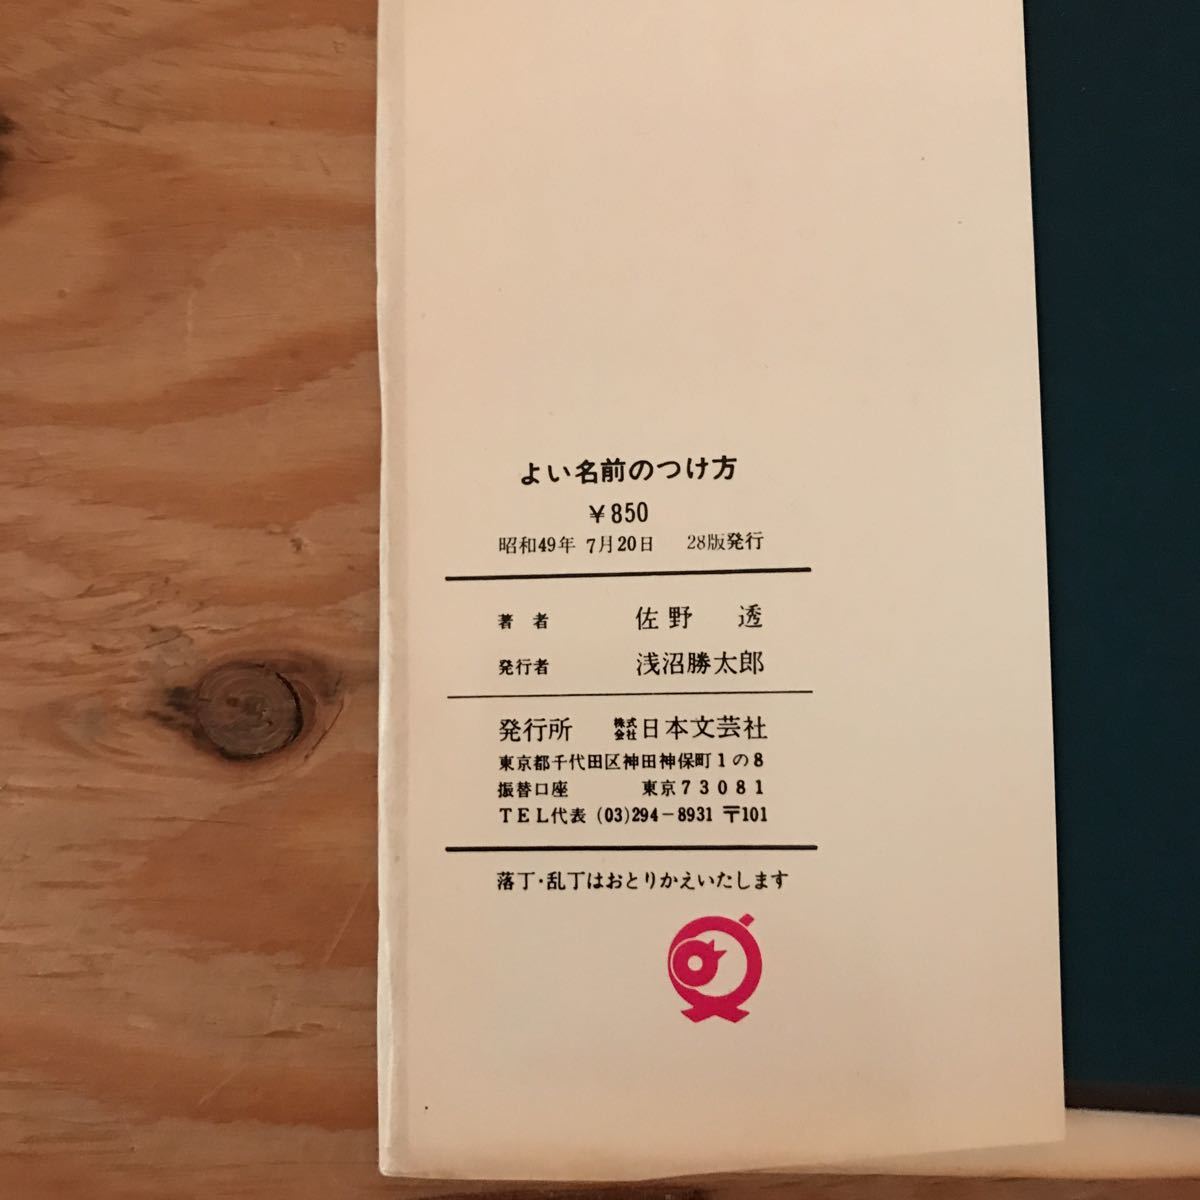 よい名前のつけ方
¥850
昭和49年 7月20日 28版発行
著者 佐野 透
発行者 浅沼勝太郎
発行所 株式会社日本文芸社
東京都千代田区神田神保町1の8
振替口座 東京73081
TEL代表 (03)294-8931 〒101
落丁・乱丁はおとりかえいたします